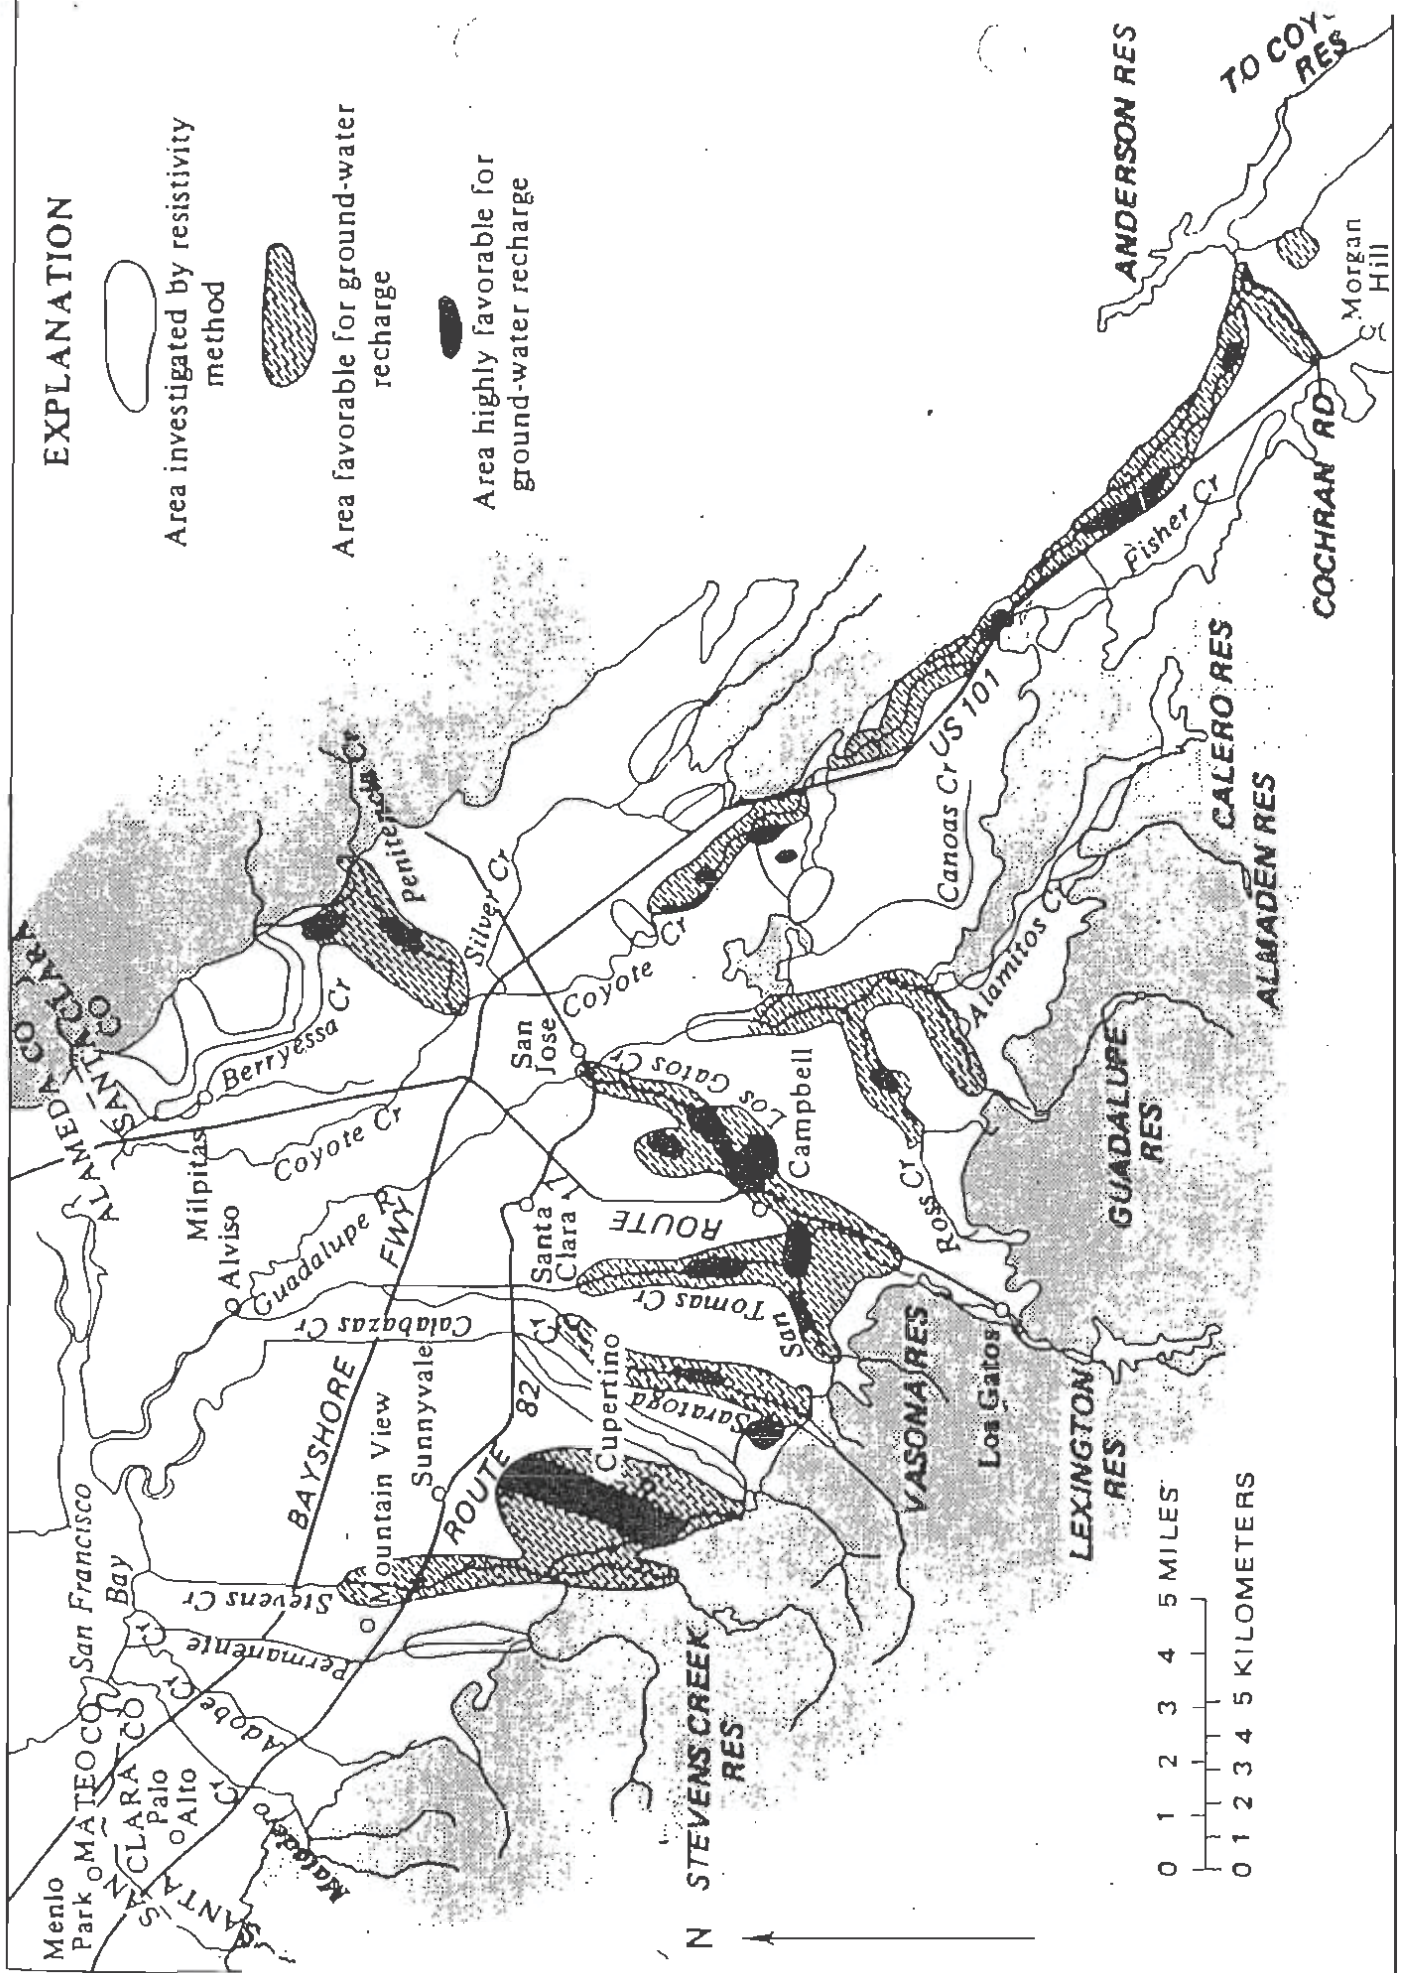 EXPLANATION
Area investigated by resistivity
method
Area favorable for ground-water
recharge
Area highly favorable for
ground-water recharge
Menlo
Park
SAN MATEO CO
SANTA CLARA CO
Palo
Alto
San Francisco
Bay
Matadero
Cr
Adobe
Cr
Permanente
Cr
Stevens Cr
Mountain View
Sunnyvale
BAYSHORE
FWY
ROUTE
82
Calabazas Cr
Cupertino
Saratoga
Cr
San
Tomas Cr
Santa
Clara
ROUTE
Alviso
Guadalupe R
Milpitas
ALAMEDA CO
SANTA CLARA
CO
Coyote Cr
Berryessa Cr
Penitencia
Cr
Silver Cr
San
Jose
Coyote
Cr
Los Gatos Cr
Campbell
Ross Cr
Alamitos Cr
Canoas Cr
US 101
Fisher Cr
COCHRAN RD
Morgan
Hill
ANDERSON RES
TO COY
RES
CALERO RES
ALMADEN RES
GUADALUPE
RES
VASONA RES
Los Gatos
LEXINGTON
RES
STEVENS CREEK
RES
N
0 1 2 3 4 5 MILES
0 1 2 3 4 5 KILOMETERS